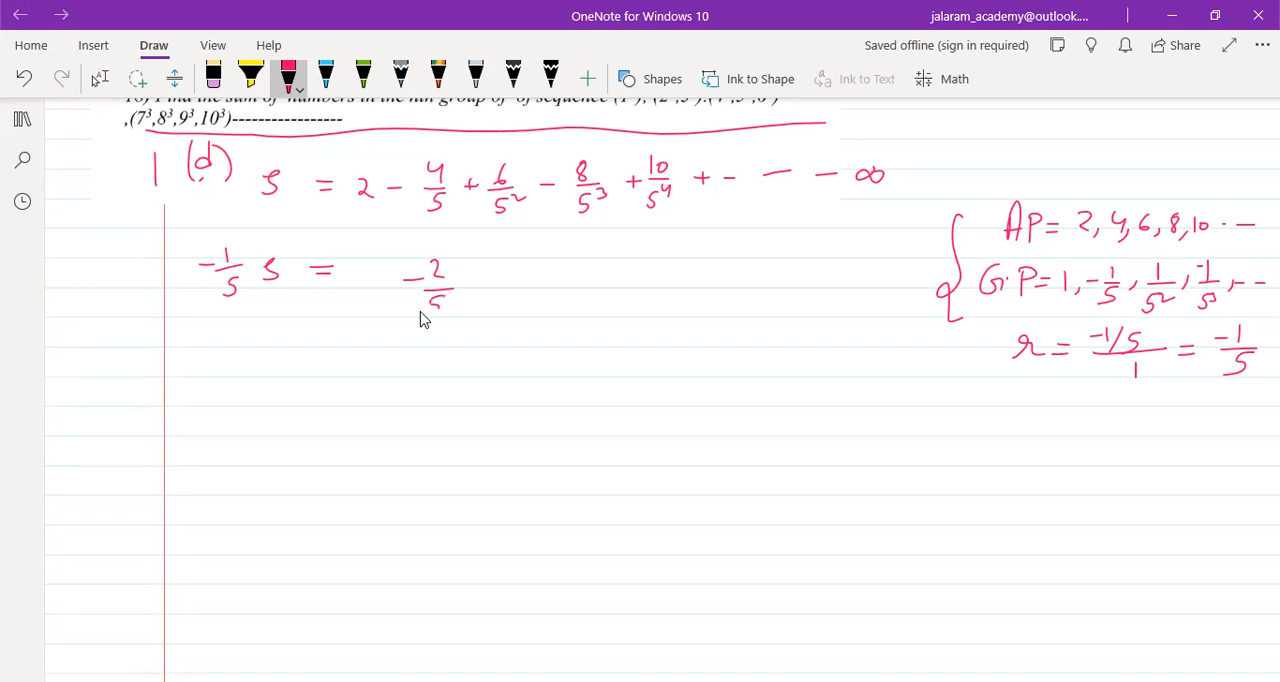 OneNote for Windows 10
jalaram_academy@outlook....
Home Insert Draw View Help
Saved offline (sign in required)
Share
Shapes
Ink to Shape
Ink to Text
Math
,(7³,8³,9³,10³)-----------------
1 (d) S = 2 - 4/5 + 6/5² - 8/5³ + 10/5⁴ + - — - ∞
AP = 2, 4, 6, 8, 10 .. —
-1/5 S = -2/5
G.P = 1, -1/5, 1/5², -1/5³, --
r = (-1/5)/1 = -1/5